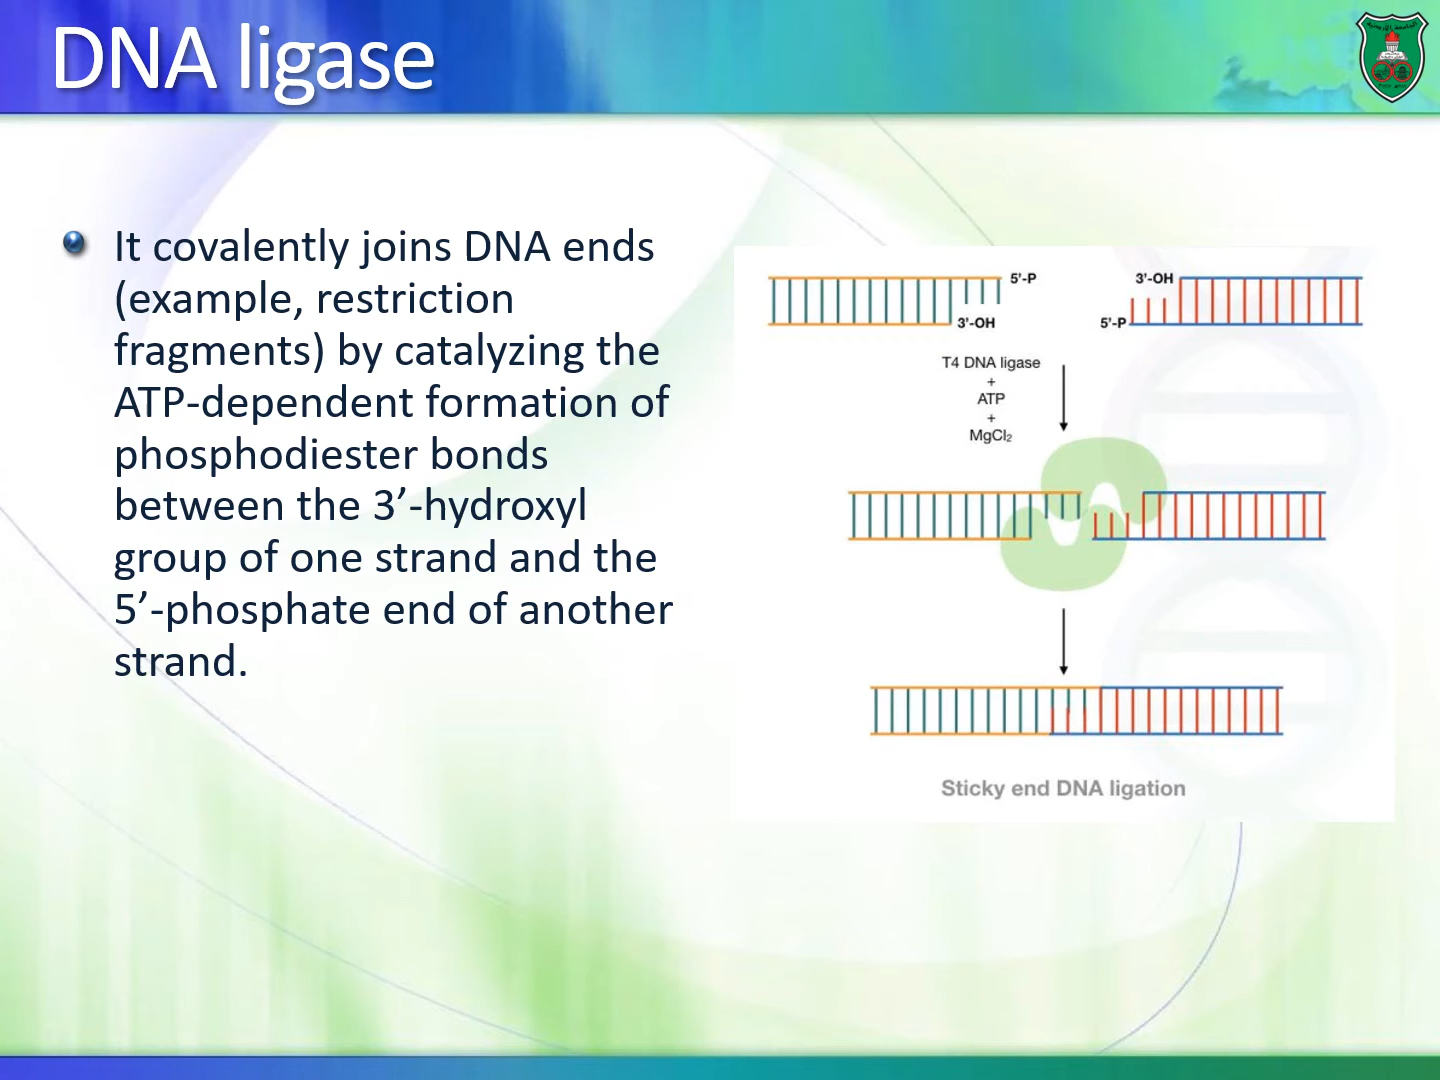 DNA ligase
It covalently joins DNA ends
(example, restriction
fragments) by catalyzing the
ATP-dependent formation of
phosphodiester bonds
between the 3’-hydroxyl
group of one strand and the
5’-phosphate end of another
strand.
5’-P
3’-OH
3’-OH
5’-P
T4 DNA ligase
+
ATP
+
MgCl₂
Sticky end DNA ligation